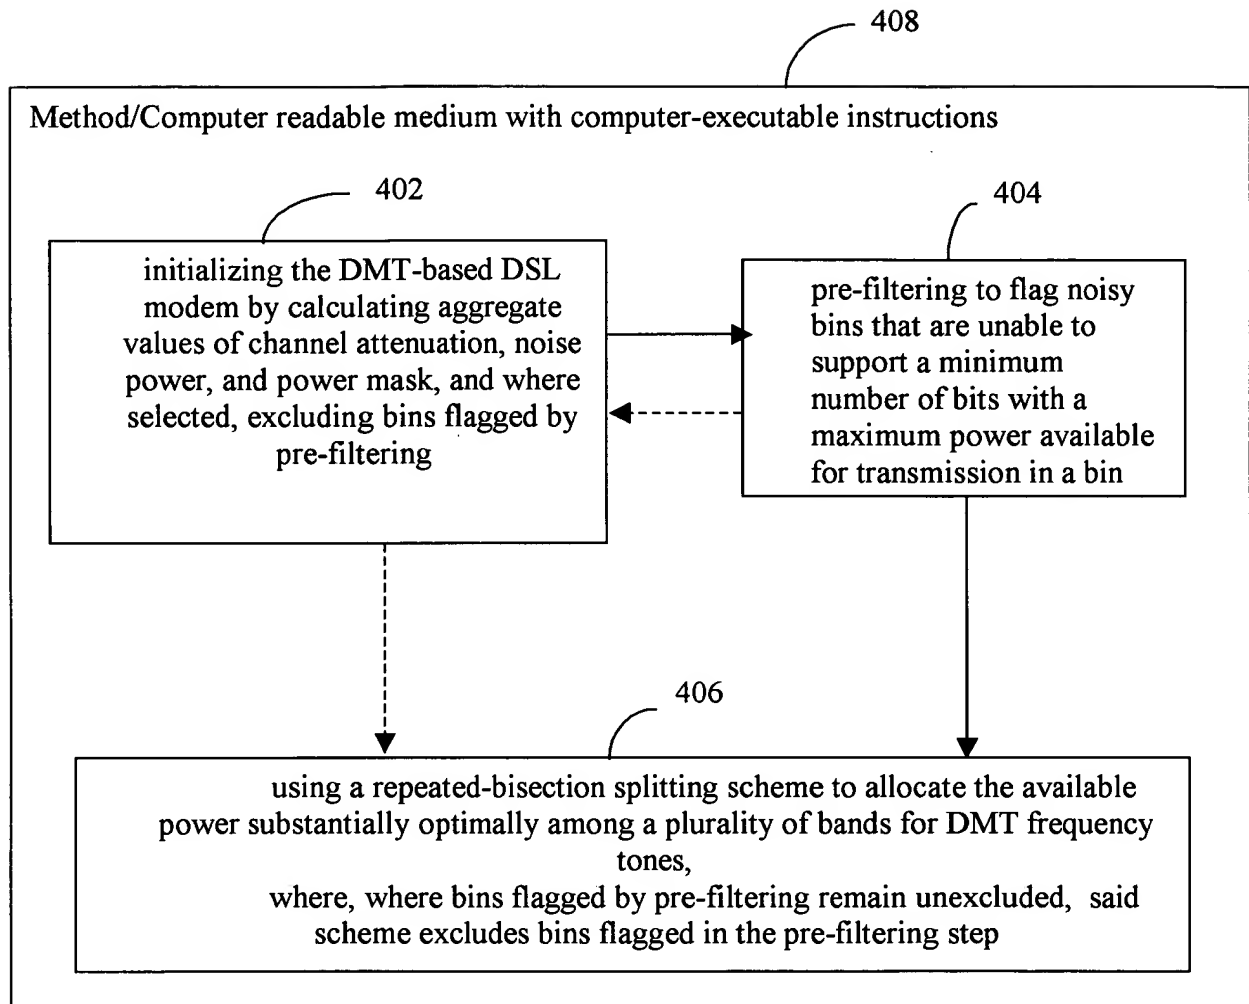 408
Method/Computer readable medium with computer-executable instructions
402
404
initializing the DMT-based DSL
modem by calculating aggregate
values of channel attenuation, noise
power, and power mask, and where
selected, excluding bins flagged by
pre-filtering
pre-filtering to flag noisy
bins that are unable to
support a minimum
number of bits with a
maximum power available
for transmission in a bin
406
using a repeated-bisection splitting scheme to allocate the available
power substantially optimally among a plurality of bands for DMT frequency
tones,
where, where bins flagged by pre-filtering remain unexcluded, said
scheme excludes bins flagged in the pre-filtering step